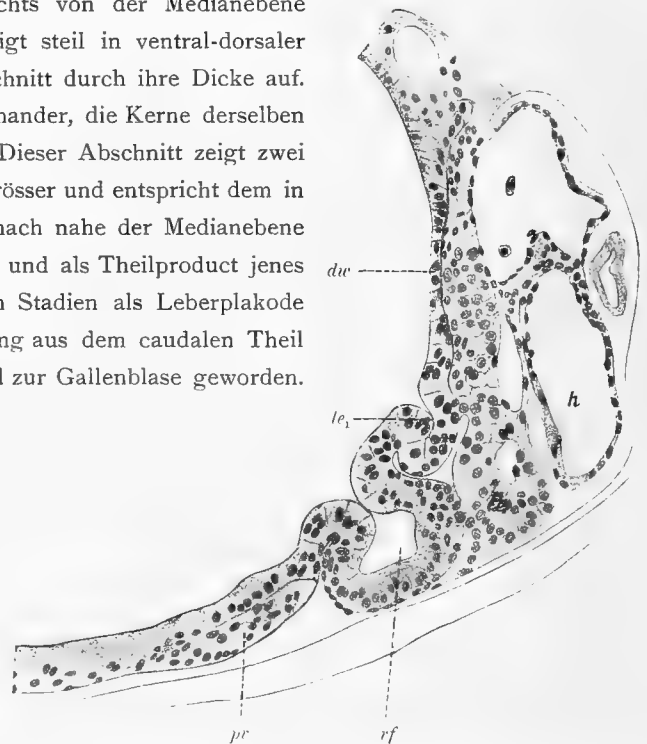 chts von der Medianebene
igt steil in ventral-dorsaler
chnitt durch ihre Dicke auf.
nander, die Kerne derselben
Dieser Abschnitt zeigt zwei
rösser und entspricht dem in
nach nahe der Medianebene
und als Theilproduct jenes
n Stadien als Leberplakode
ng aus dem caudalen Theil
l zur Gallenblase geworden.
dw
h
le₁
pr
rf